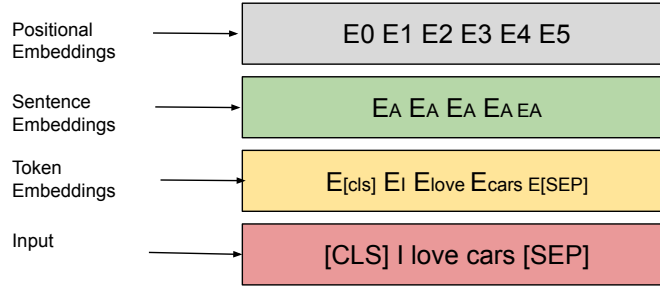 Positional
Embeddings
E0 E1 E2 E3 E4 E5
Sentence
Embeddings
EA EA EA EA EA
Token
Embeddings
E[cls] EI Elove Ecars E[SEP]
Input
[CLS] I love cars [SEP]